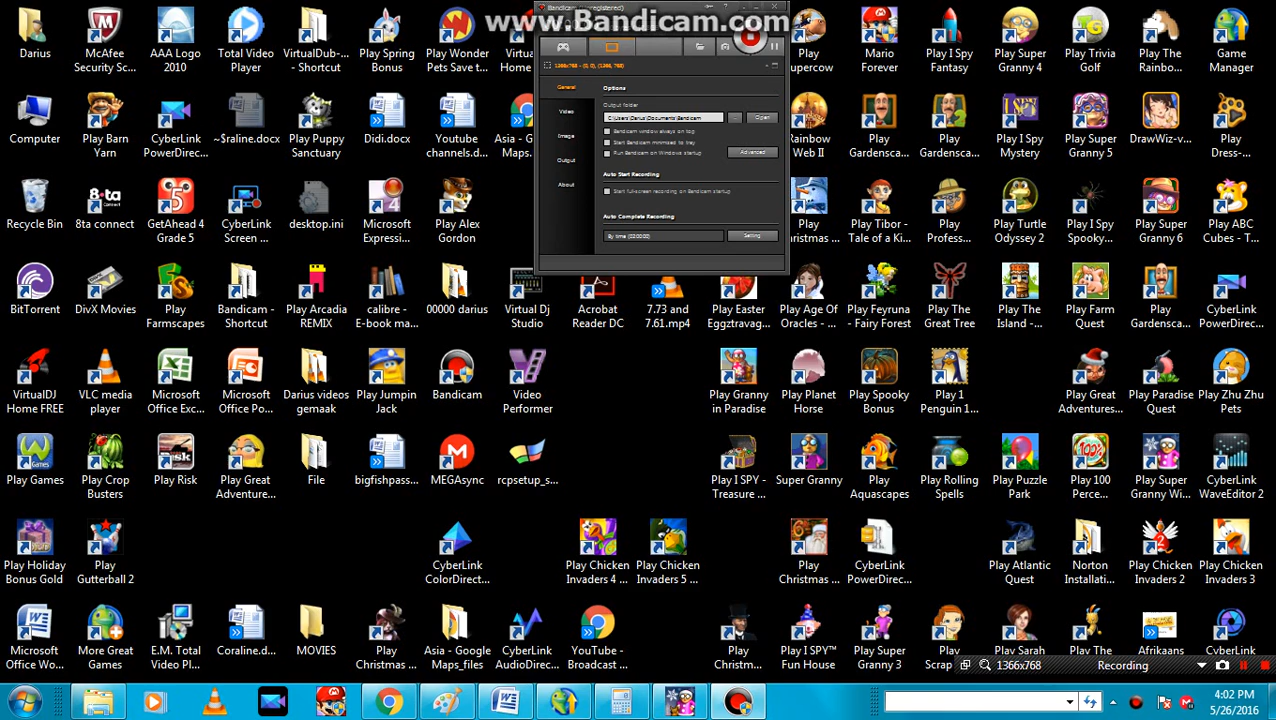 Bandicam (Unregistered)
www.Bandicam.com
1366x768 - (0, 0), (1366, 768)
General
Video
Image
Output
About
Options
Output folder
C:\Users\Darius\Documents\Bandicam
...
Open
Bandicam window always on top
Start Bandicam minimized to tray
Run Bandicam on Windows startup
Advanced
Auto Start Recording
Start full-screen recording on Bandicam startup
Auto Complete Recording
Setting
Darius
McAfee Security Sc...
AAA Logo 2010
Total Video Player
VirtualDub- - Shortcut
Play Spring Bonus
Play Wonder Pets Save t...
Mario Forever
Play I Spy Fantasy
Play Super Granny 4
Play Trivia Golf
Play The Rainbo...
Game Manager
Computer
Play Barn Yarn
CyberLink PowerDirec...
~$raline.docx
Play Puppy Sanctuary
Didi.docx
Youtube channels.d...
Asia - G Maps.
Rainbow Web II
Play Gardensca...
Play Gardensca...
Play I Spy Mystery
Play Super Granny 5
DrawWiz-v...
Play Dress-...
Recycle Bin
8ta connect
GetAhead 4 Grade 5
CyberLink Screen ...
desktop.ini
Microsoft Expressi...
Play Alex Gordon
Play Christmas ...
Play Tibor - Tale of a Ki...
Play Profess...
Play Turtle Odyssey 2
Play I Spy Spooky...
Play Super Granny 6
Play ABC Cubes - T...
BitTorrent
DivX Movies
Play Farmscapes
Bandicam - Shortcut
Play Arcadia REMIX
calibre - E-book ma...
00000 darius
Virtual Dj Studio
Acrobat Reader DC
7.73 and 7.61.mp4
Play Easter Eggztravag...
Play Age Of Oracles - ...
Play Feyruna - Fairy Forest
Play The Great Tree
Play The Island - ...
Play Farm Quest
Play Gardensca...
CyberLink PowerDirec...
VirtualDJ Home FREE
VLC media player
Microsoft Office Exc...
Microsoft Office Po...
Darius videos gemaak
Play Jumpin Jack
Bandicam
Video Performer
Play Granny in Paradise
Play Planet Horse
Play Spooky Bonus
Play 1 Penguin 1...
Play Great Adventures...
Play Paradise Quest
Play Zhu Zhu Pets
Play Games
Play Crop Busters
Play Risk
Play Great Adventure...
File
bigfishpass...
MEGAsync
rcpsetup_s...
Play I SPY - Treasure ...
Super Granny
Play Aquascapes
Play Rolling Spells
Play Puzzle Park
Play 100 Perce...
Play Super Granny Wi...
CyberLink WaveEditor 2
Play Holiday Bonus Gold
Play Gutterball 2
CyberLink ColorDirect...
Play Chicken Invaders 4 ...
Play Chicken Invaders 5 ...
Play Christmas ...
CyberLink PowerDirec...
Play Atlantic Quest
Norton Installati...
Play Chicken Invaders 2
Play Chicken Invaders 3
Microsoft Office Wo...
More Great Games
E.M. Total Video Pl...
Coraline.d...
MOVIES
Play Christmas ...
Asia - Google Maps_files
CyberLink AudioDirec...
YouTube - Broadcast ...
Play Christm...
Play I SPY™ Fun House
Play Super Granny 3
Play Scrap
Play Sarah
Play The
Afrikaans
CyberLink
1366x768
Recording
4:02 PM
5/26/2016